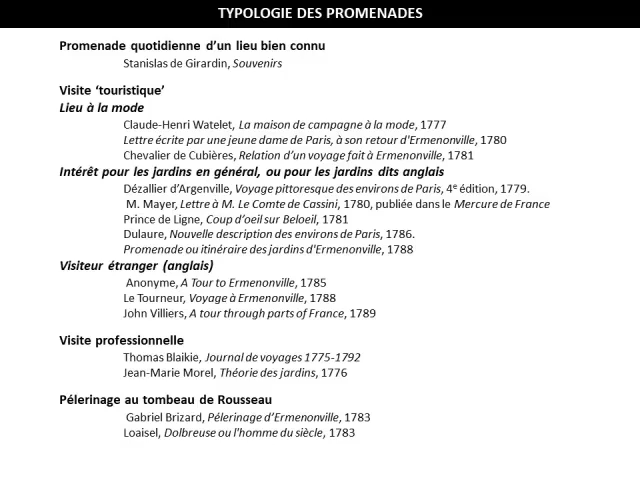 TYPOLOGIE DES PROMENADES
Promenade quotidienne d’un lieu bien connu
Stanislas de Girardin, Souvenirs
Visite ‘touristique’
Lieu à la mode
Claude-Henri Watelet, La maison de campagne à la mode, 1777
Lettre écrite par une jeune dame de Paris, à son retour d'Ermenonville, 1780
Chevalier de Cubières, Relation d’un voyage fait à Ermenonville, 1781
Intérêt pour les jardins en général, ou pour les jardins dits anglais
Dézallier d’Argenville, Voyage pittoresque des environs de Paris, 4e édition, 1779.
M. Mayer, Lettre à M. Le Comte de Cassini, 1780, publiée dans le Mercure de France
Prince de Ligne, Coup d’oeil sur Beloeil, 1781
Dulaure, Nouvelle description des environs de Paris, 1786.
Promenade ou itinéraire des jardins d'Ermenonville, 1788
Visiteur étranger (anglais)
Anonyme, A Tour to Ermenonville, 1785
Le Tourneur, Voyage à Ermenonville, 1788
John Villiers, A tour through parts of France, 1789
Visite professionnelle
Thomas Blaikie, Journal de voyages 1775-1792
Jean-Marie Morel, Théorie des jardins, 1776
Pélerinage au tombeau de Rousseau
Gabriel Brizard, Pélerinage d’Ermenonville, 1783
Loaisel, Dolbreuse ou l'homme du siècle, 1783